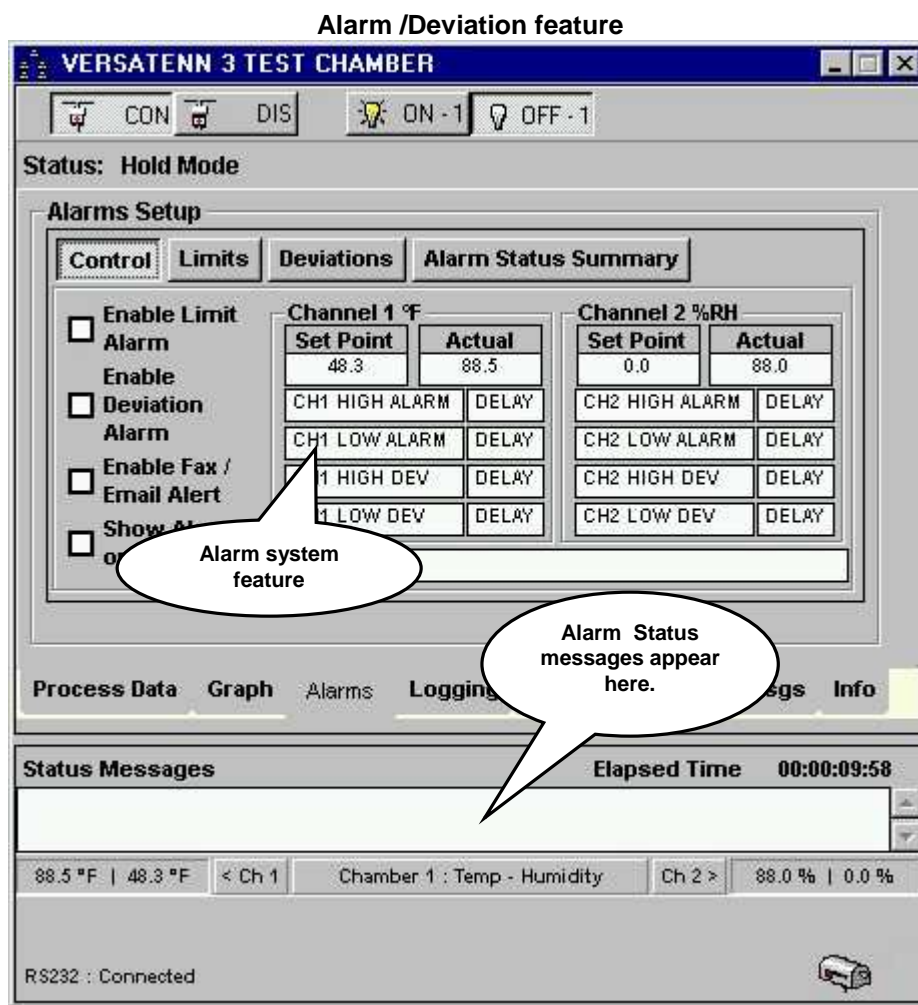 Alarm /Deviation feature
VERSATENN 3 TEST CHAMBER
CON DIS ON - 1 OFF - 1
Status: Hold Mode
Alarms Setup
Control Limits Deviations Alarm Status Summary
Enable Limit
Alarm
Enable
Deviation
Alarm
Enable Fax /
Email Alert
Show
Channel 1 °F
Set Point Actual
48.3 88.5
CH1 HIGH ALARM DELAY
CH1 LOW ALARM DELAY
1 HIGH DEV DELAY
1 LOW DEV DELAY
Channel 2 %RH
Set Point Actual
0.0 88.0
CH2 HIGH ALARM DELAY
CH2 LOW ALARM DELAY
CH2 HIGH DEV DELAY
CH2 LOW DEV DELAY
Alarm system
feature
Alarm Status
messages appear
here.
Process Data Graph Alarms Logging sgs Info
Status Messages Elapsed Time 00:00:09:58
88.5 °F | 48.3 °F < Ch 1 Chamber 1 : Temp - Humidity Ch 2 > 88.0 % | 0.0 %
RS232 : Connected